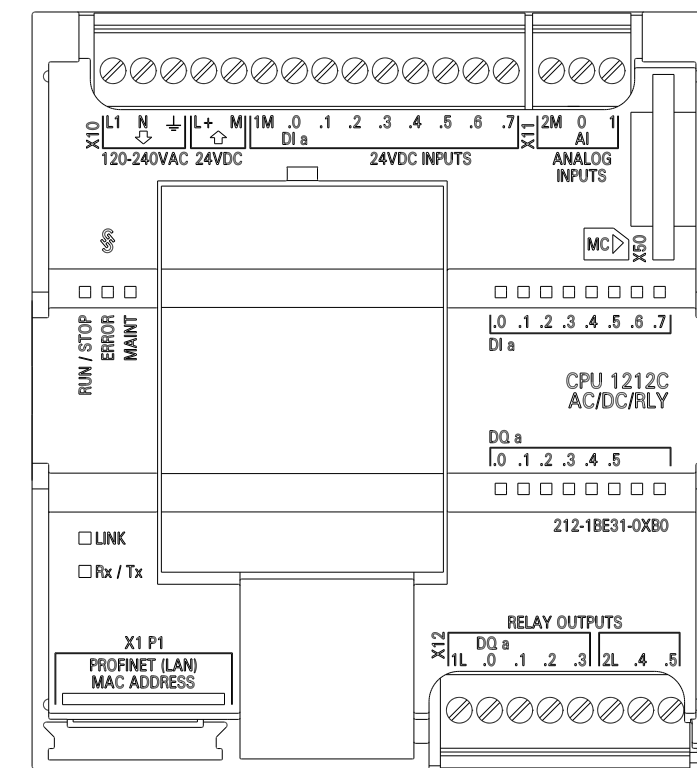 X10
L1 N L+ M 1M .0 .1 .2 .3 .4 .5 .6 .7
DI a
120-240VAC 24VDC 24VDC INPUTS
X11
2M 0 1
AI
ANALOG
INPUTS
MC
X50
RUN / STOP
ERROR
MAINT
.0 .1 .2 .3 .4 .5 .6 .7
DI a
CPU 1212C
AC/DC/RLY
DQ a
.0 .1 .2 .3 .4 .5
212-1BE31-0XB0
LINK
Rx / Tx
X1 P1
PROFINET (LAN)
MAC ADDRESS
RELAY OUTPUTS
X12
DQ a
1L .0 .1 .2 .3 2L .4 .5